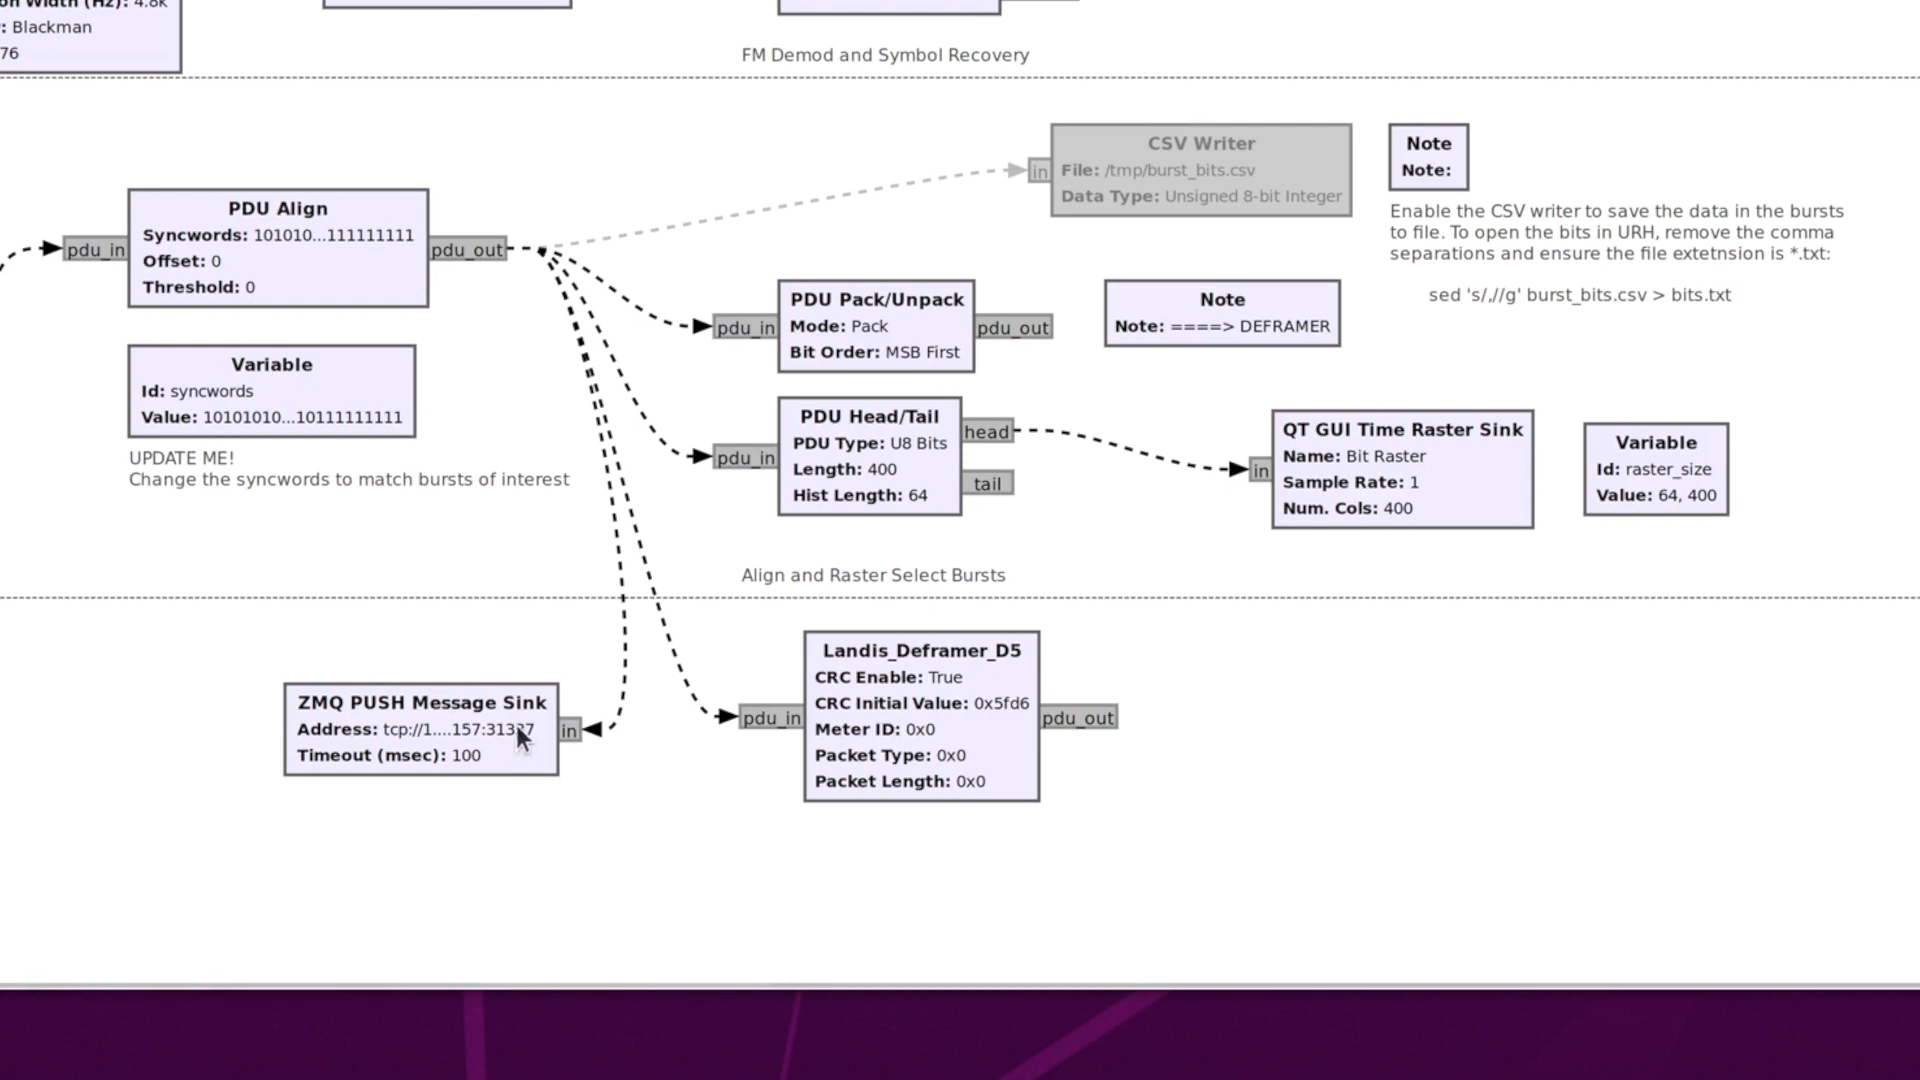 on Width (Hz): 4.8k
: Blackman
76
FM Demod and Symbol Recovery
CSV Writer
in
File: /tmp/burst_bits.csv
Data Type: Unsigned 8-bit Integer
Note
Note:
Enable the CSV writer to save the data in the bursts
to file. To open the bits in URH, remove the comma
separations and ensure the file extetnsion is *.txt:
sed 's/,//g' burst_bits.csv > bits.txt
PDU Align
pdu_in
Syncwords: 101010...111111111
Offset: 0
Threshold: 0
pdu_out
Variable
Id: syncwords
Value: 10101010...10111111111
UPDATE ME!
Change the syncwords to match bursts of interest
PDU Pack/Unpack
pdu_in
Mode: Pack
Bit Order: MSB First
pdu_out
Note
Note: ====> DEFRAMER
PDU Head/Tail
pdu_in
PDU Type: U8 Bits
Length: 400
Hist Length: 64
head
tail
QT GUI Time Raster Sink
in
Name: Bit Raster
Sample Rate: 1
Num. Cols: 400
Variable
Id: raster_size
Value: 64, 400
Align and Raster Select Bursts
ZMQ PUSH Message Sink
Address: tcp://1....157:31337
Timeout (msec): 100
in
Landis_Deframer_D5
pdu_in
CRC Enable: True
CRC Initial Value: 0x5fd6
Meter ID: 0x0
Packet Type: 0x0
Packet Length: 0x0
pdu_out